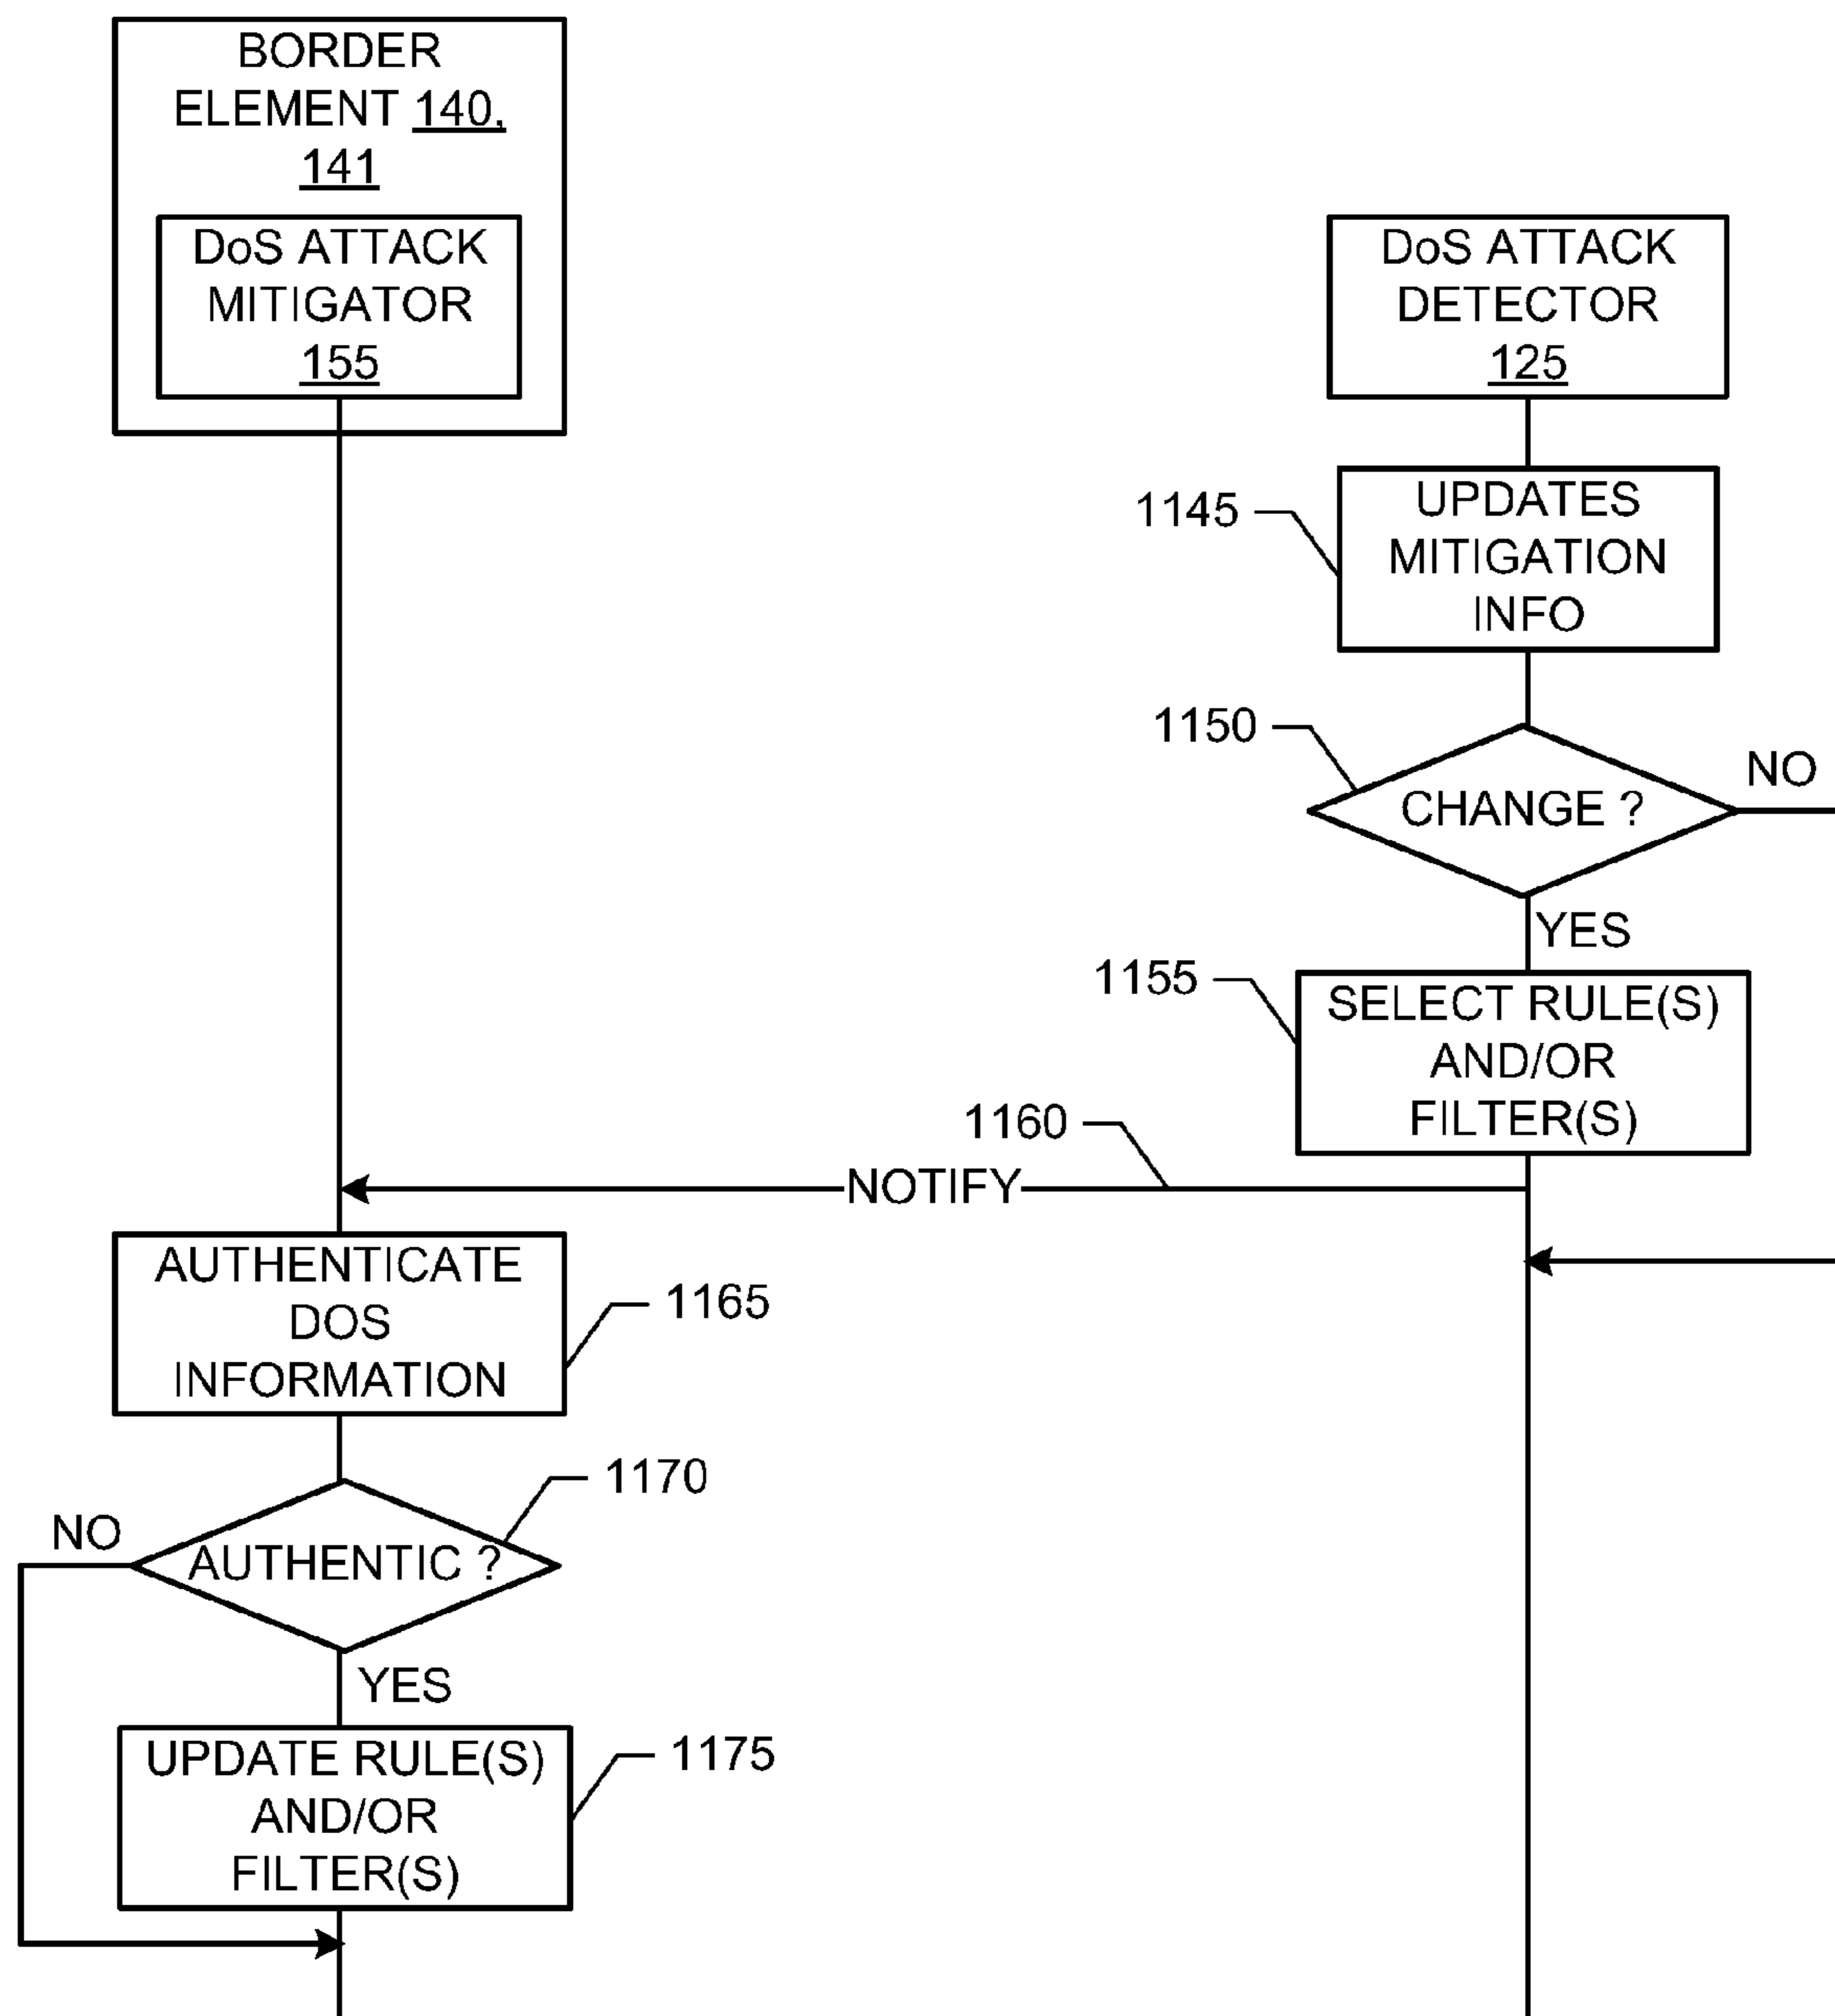 BORDER
ELEMENT 140,
141
DoS ATTACK
MITIGATOR
155
DoS ATTACK
DETECTOR
125
1145
UPDATES
MITIGATION
INFO
1150
CHANGE ?
NO
YES
1155
SELECT RULE(S)
AND/OR
FILTER(S)
1160
NOTIFY
AUTHENTICATE
DOS
INFORMATION
1165
1170
NO
AUTHENTIC ?
YES
UPDATE RULE(S)
AND/OR
FILTER(S)
1175